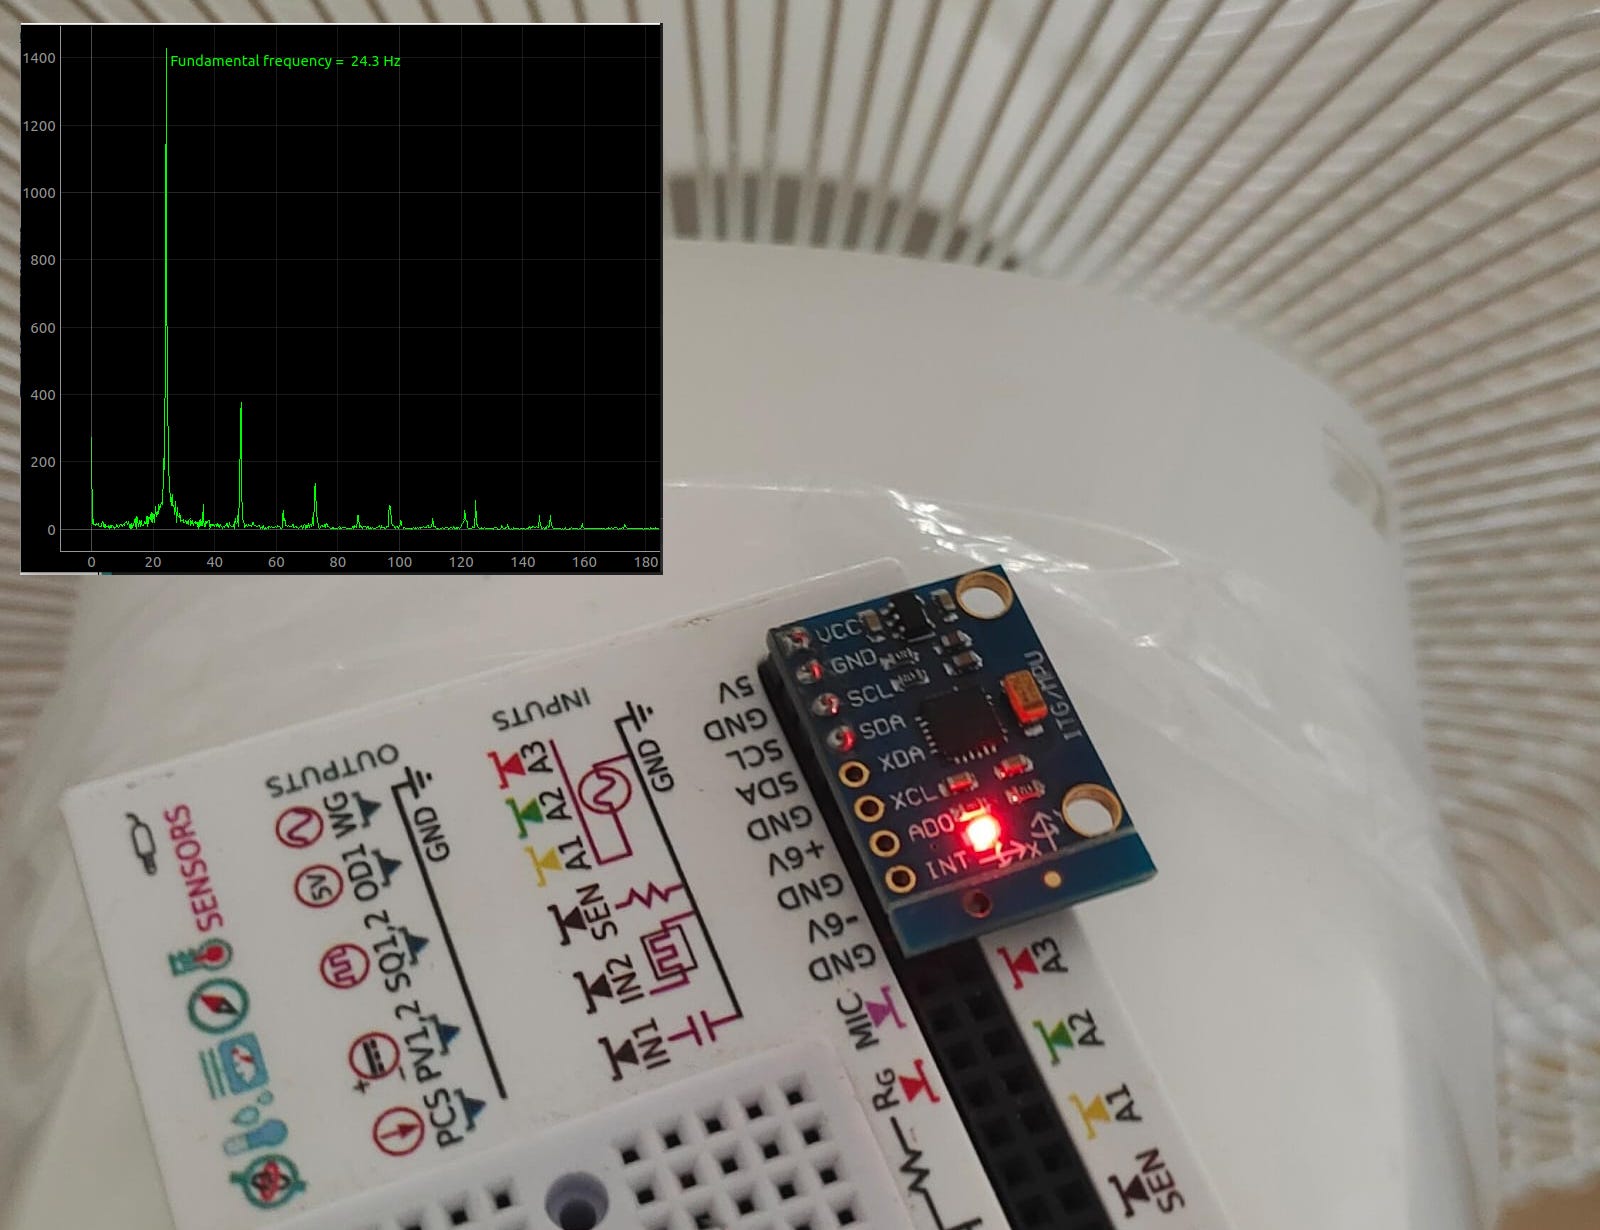 Fundamental frequency = 24.3 Hz
1400
1200
1000
800
600
400
200
0
0 20 40 60 80 100 120 140 160 180
VCC
GND
SCL
SDA
XDA
XCL
ADO
INT
ITG/MPU
X
Y
5V
GND
SCL
SDA
GND
+6V
GND
-6V
GND
MIC
RG
INPUTS
A3
A2
A1
SEN
IN2
IN1
GND
OUTPUTS
WG
OD1
SQ1,2
PV1,2
PCS
GND
5V
SENSORS
A3
A2
A1
SEN